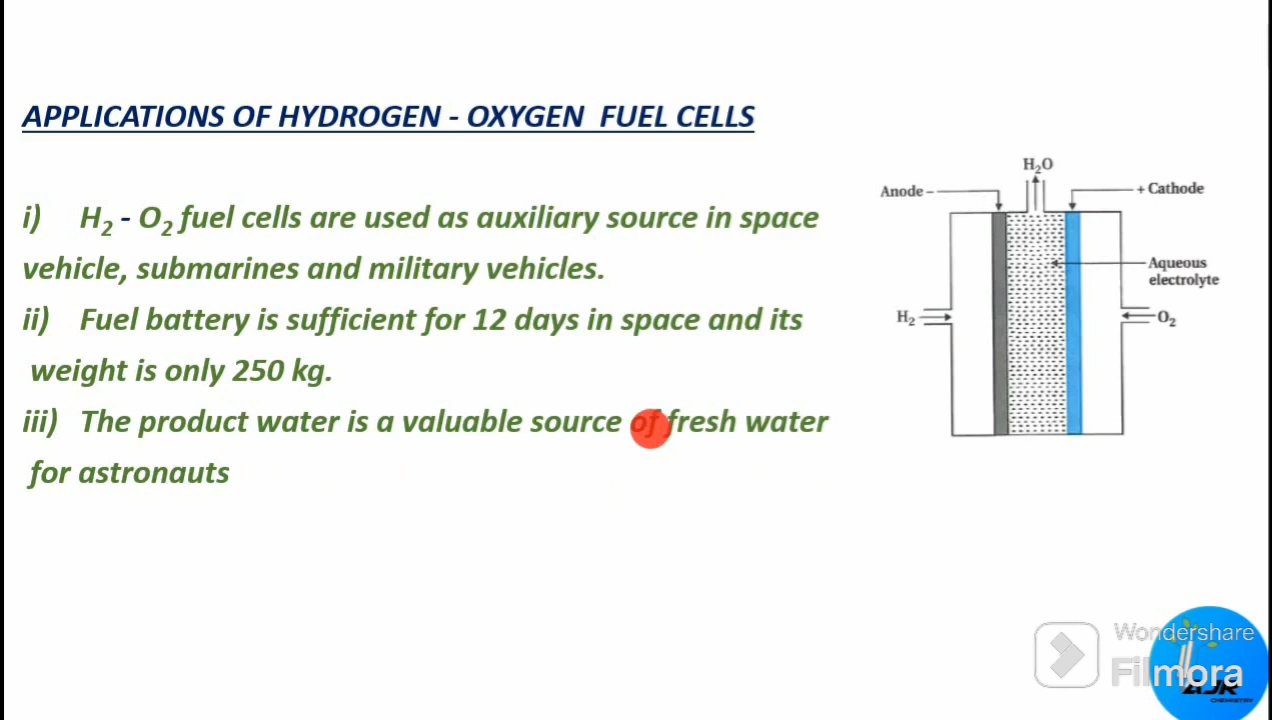 APPLICATIONS OF HYDROGEN - OXYGEN FUEL CELLS
i) H₂ - O₂ fuel cells are used as auxiliary source in space
vehicle, submarines and military vehicles.
ii) Fuel battery is sufficient for 12 days in space and its
weight is only 250 kg.
iii) The product water is a valuable source of fresh water
for astronauts
H₂O
Anode –
+ Cathode
Aqueous
electrolyte
H₂
O₂
Wondershare
Filmora
AJR
CHEMISTRY